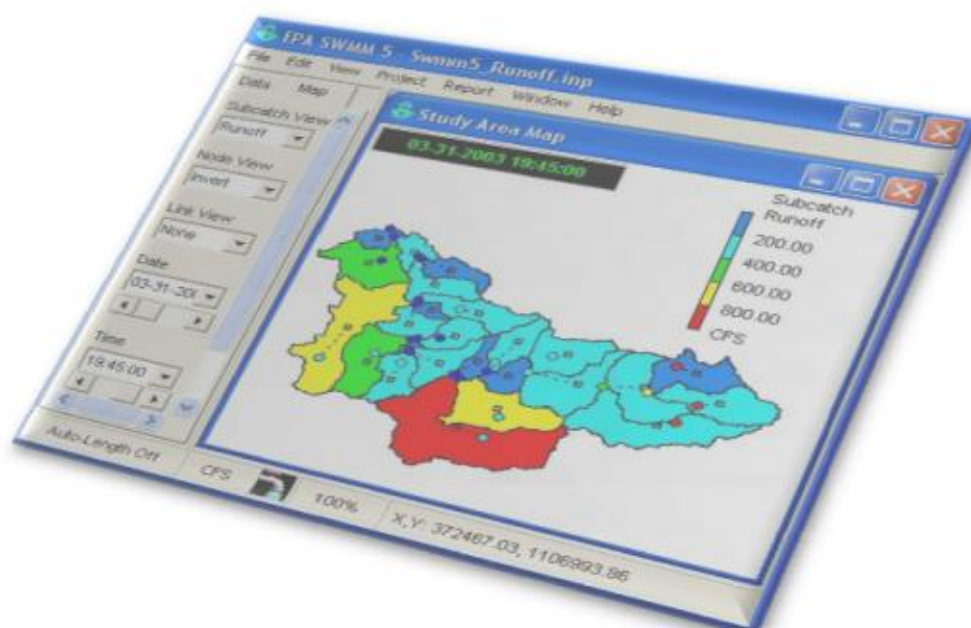 EPA SWMM 5 - Swmm5_Runoff.inp
File Edit View Project Report Window Help
Data Map
Subcatch View
Runoff
Node View
Invert
Link View
None
Date
03-31-200
Time
19:45:00
Study Area Map
03-31-2003 19:45:00
Subcatch
Runoff
200.00
400.00
600.00
800.00
CFS
Auto-Length Off
CFS
100%
X,Y: 372467.03, 1106993.86